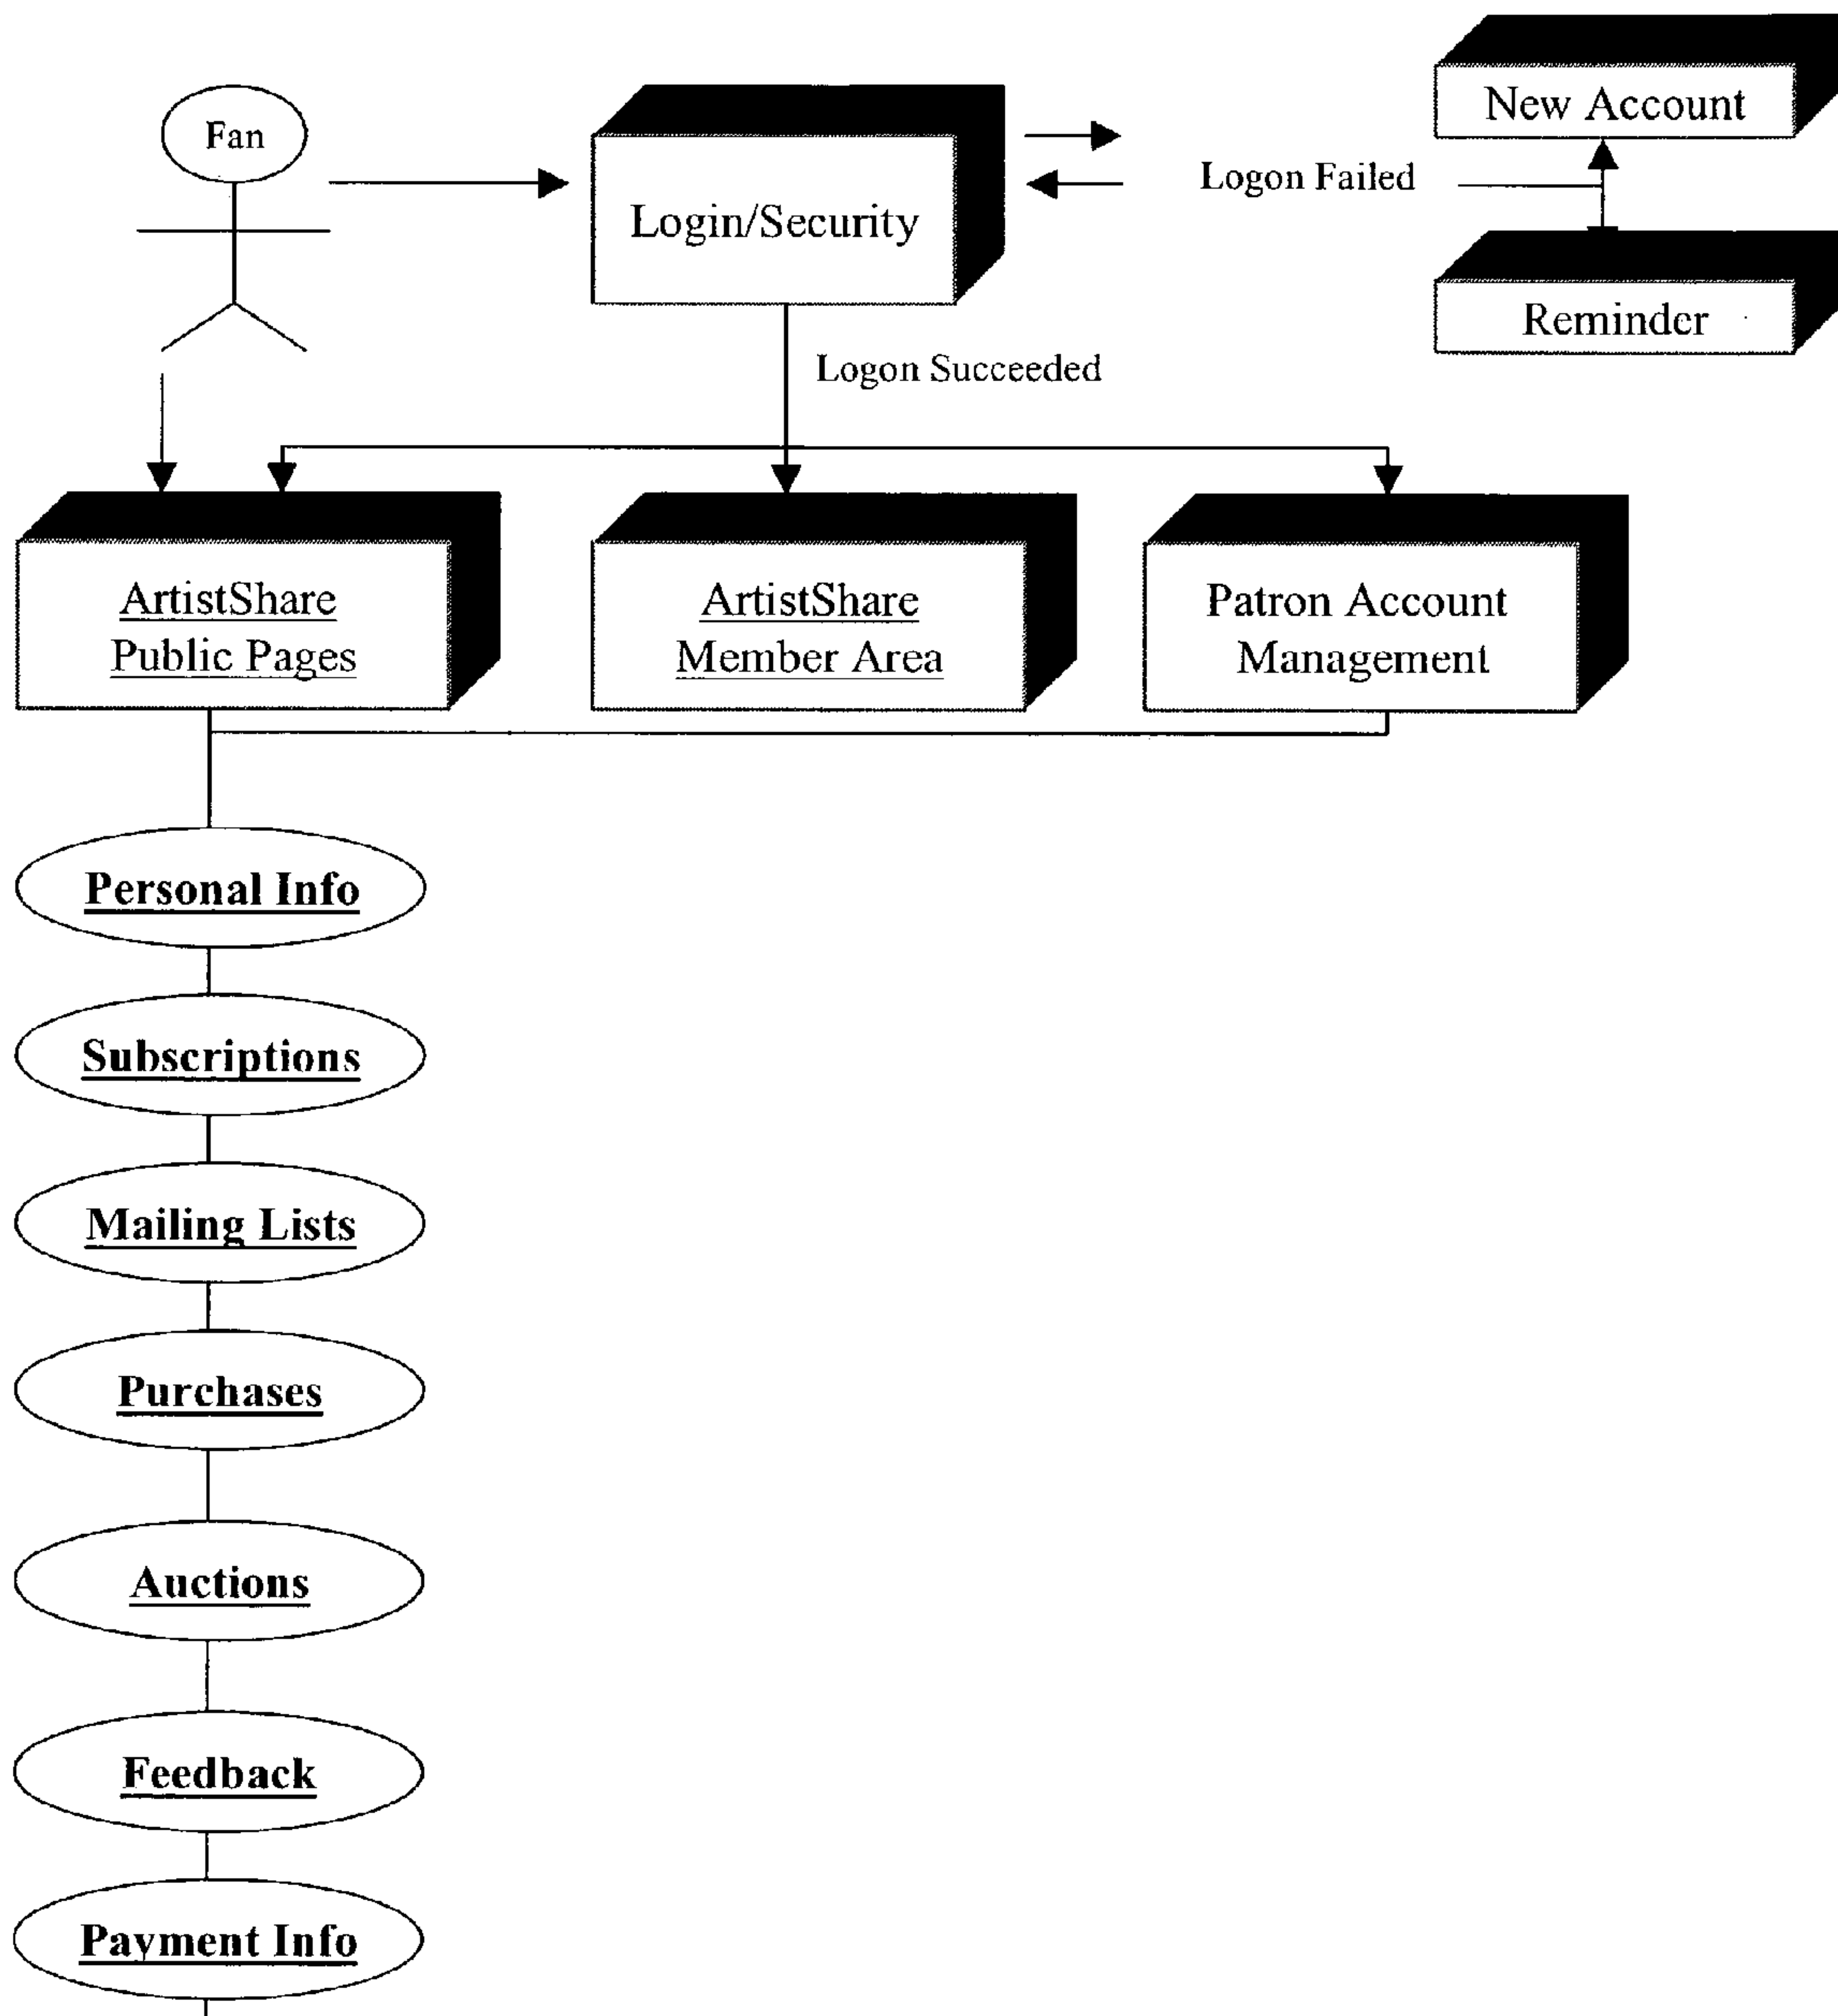 Fan
Login/Security
Logon Failed
New Account
Reminder
Logon Succeeded
ArtistShare
Public Pages
ArtistShare
Member Area
Patron Account
Management
Personal Info
Subscriptions
Mailing Lists
Purchases
Auctions
Feedback
Payment Info